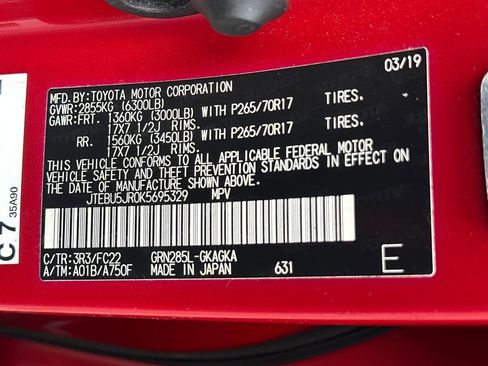 03/19
MFD. BY:TOYOTA MOTOR CORPORATION
GVWR:2855KG (6300LB)
GAWR:FRT. 1360KG (3000LB) WITH P265/70R17 TIRES.
17X7 1/2J RIMS.
RR. 1560KG (3450LB) WITH P265/70R17 TIRES.
17X7 1/2J RIMS.
THIS VEHICLE CONFORMS TO ALL APPLICABLE FEDERAL MOTOR
VEHICLE SAFETY AND THEFT PREVENTION STANDARDS IN EFFECT
ON THE DATE OF MANUFACTURE SHOWN ABOVE.
JTEBU5JR0K5695329 MPV
C/TR:3R3/FC22 GRN285L-GKAGKA
A/TM:A01B/A750F MADE IN JAPAN 631 E
C7 35A90